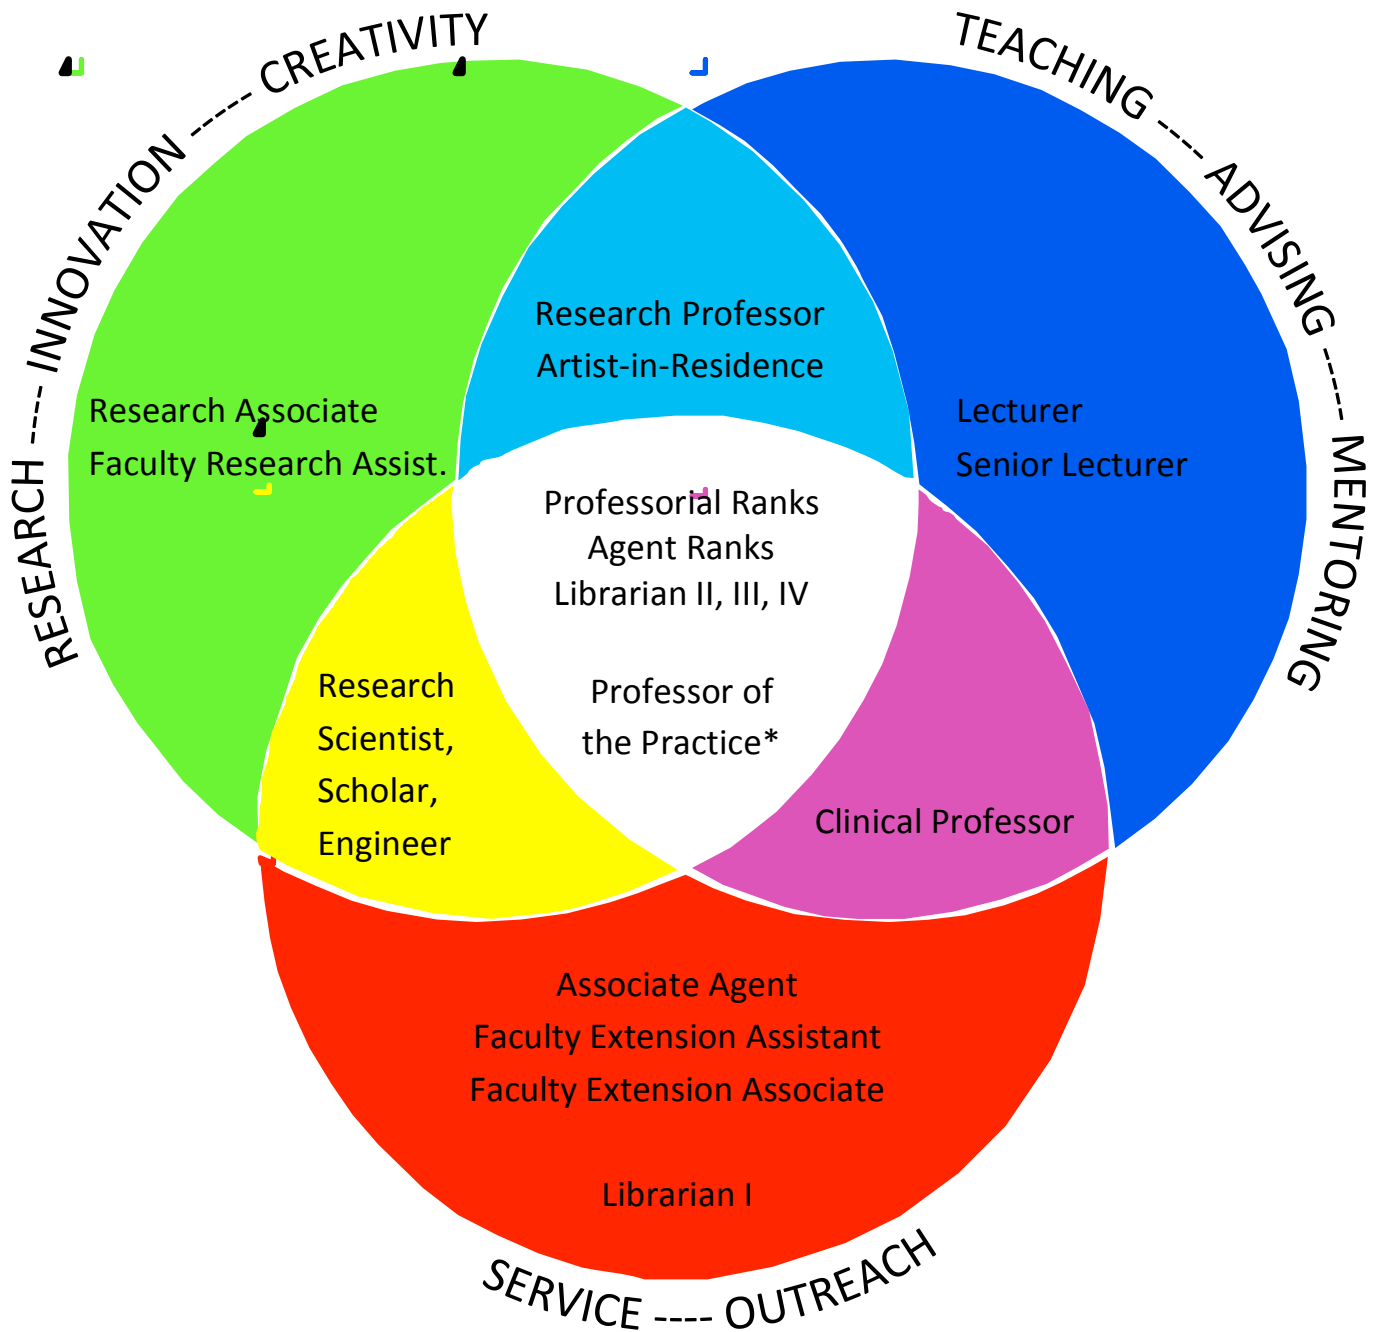 RESEARCH ---- INNOVATION ----- CREATIVITY
TEACHING ---- ADVISING ----- MENTORING
Research Professor
Artist-in-Residence
Research Associate
Faculty Research Assist.
Lecturer
Senior Lecturer
Professorial Ranks
Agent Ranks
Librarian II, III, IV
Professor of
the Practice*
Research
Scientist,
Scholar,
Engineer
Clinical Professor
Associate Agent
Faculty Extension Assistant
Faculty Extension Associate
Librarian I
SERVICE ---- OUTREACH